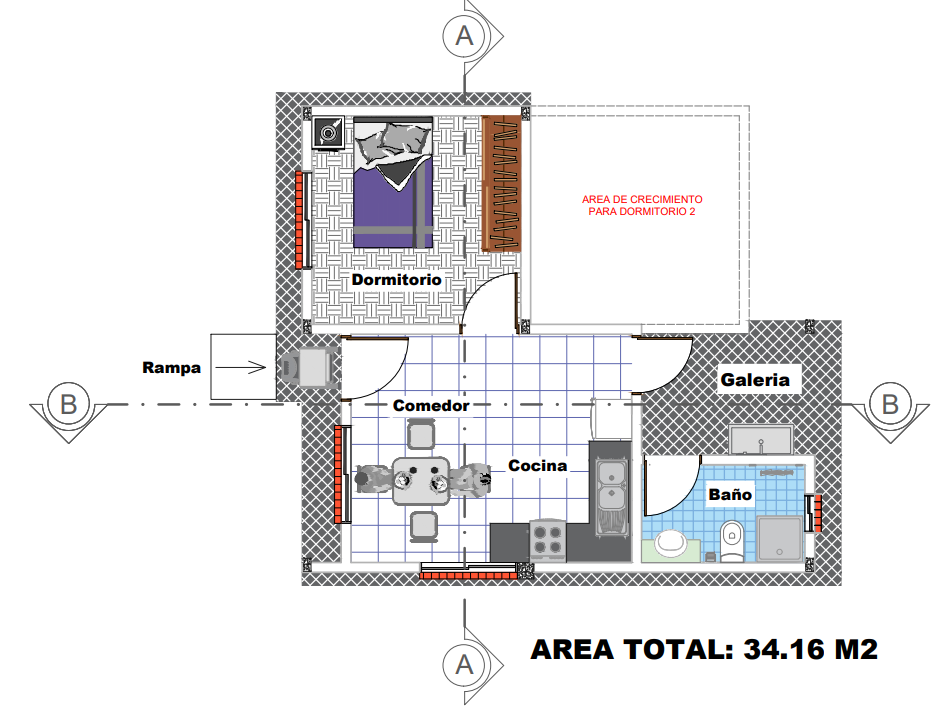 A
AREA DE CRECIMIENTO
PARA DORMITORIO 2
Dormitorio
Rampa
Galeria
B
Comedor
B
Cocina
Baño
AREA TOTAL: 34.16 M2
A